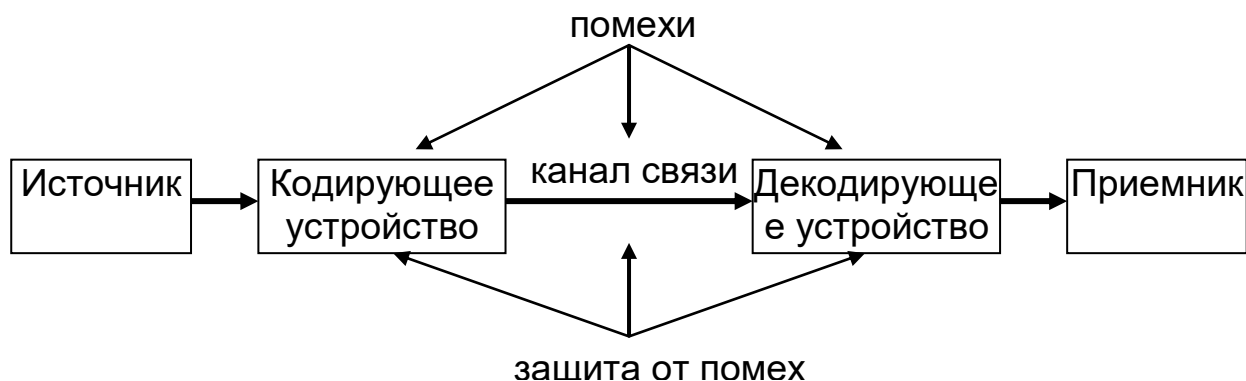 помехи
Источник
Кодирующее
устройство
канал связи
Декодирующе
е устройство
Приемник
защита от помех